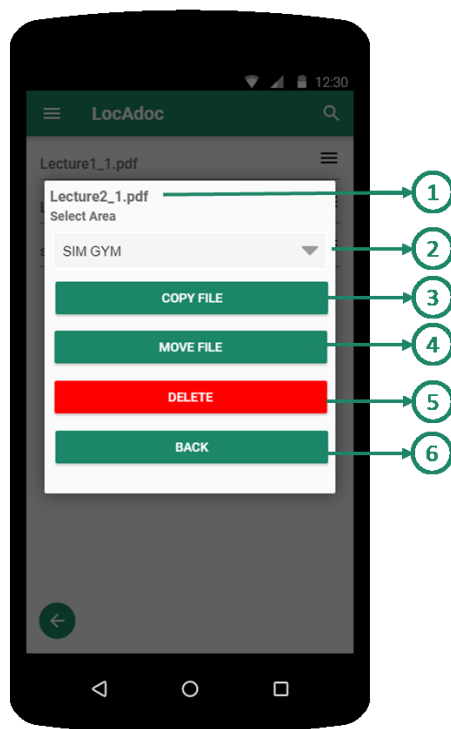 12:30
LocAdoc
Lecture1_1.pdf
Lecture2_1.pdf
Select Area
SIM GYM
COPY FILE
MOVE FILE
DELETE
BACK
1
2
3
4
5
6